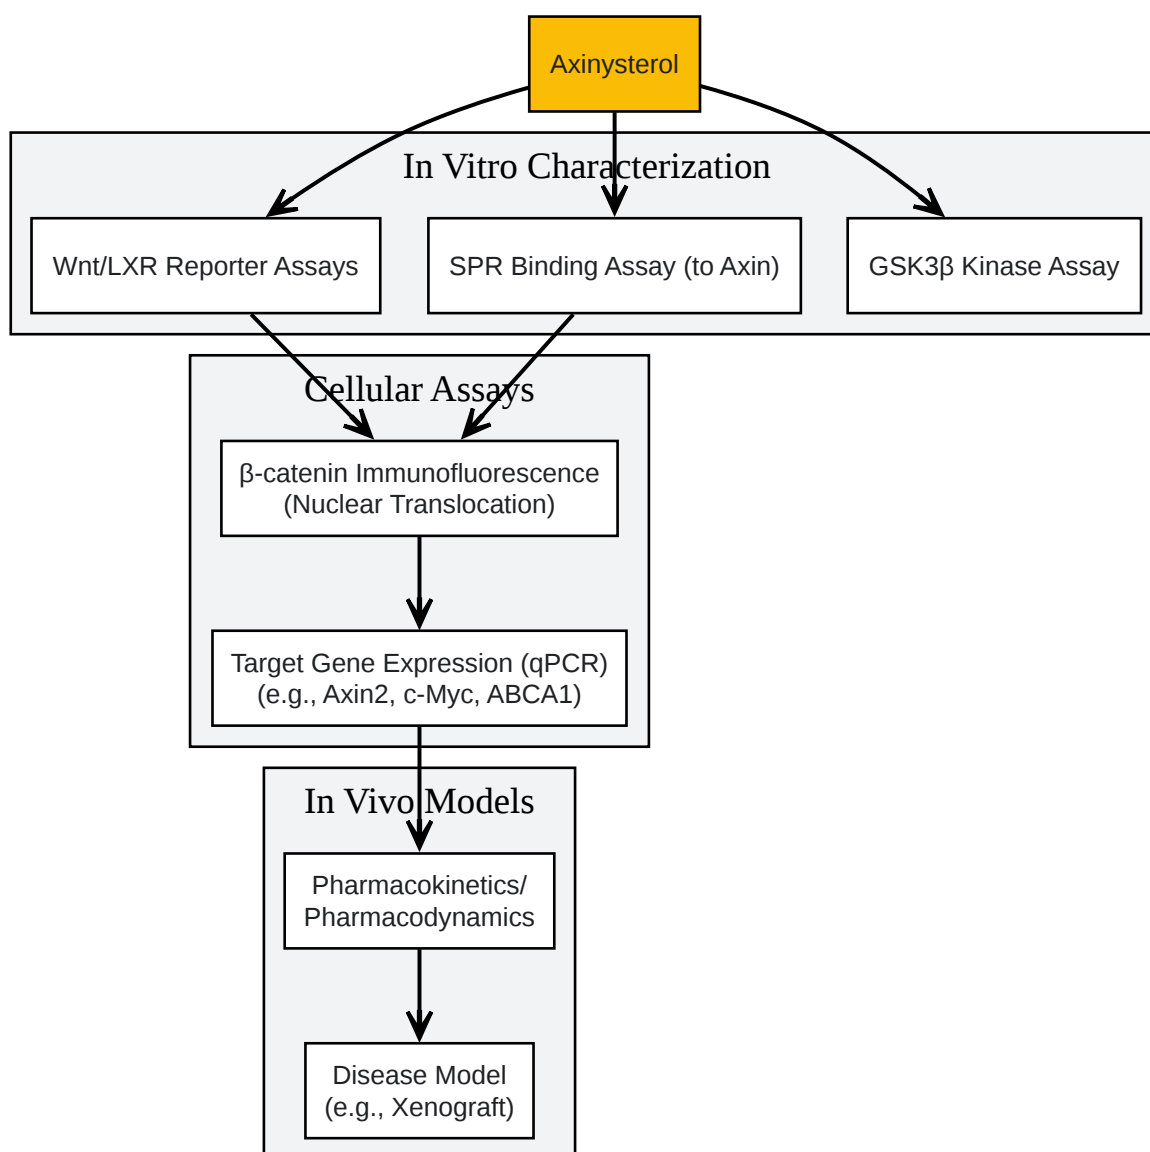 Axinysterol
In Vitro Characterization
Wnt/LXR Reporter Assays
SPR Binding Assay (to Axin)
GSK3β Kinase Assay
Cellular Assays
β-catenin Immunofluorescence
(Nuclear Translocation)
Target Gene Expression (qPCR)
(e.g., Axin2, c-Myc, ABCA1)
In Vivo Models
Pharmacokinetics/
Pharmacodynamics
Disease Model
(e.g., Xenograft)